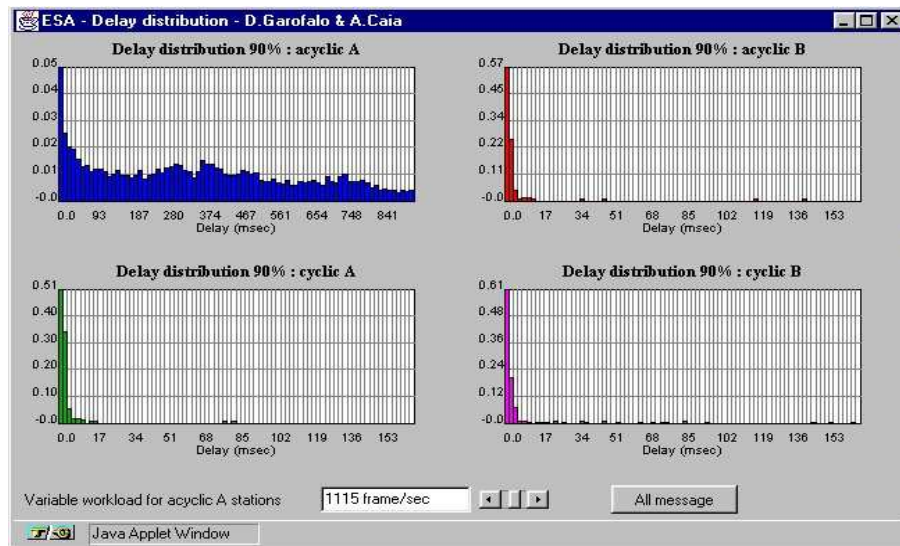 ESA - Delay distribution - D.Garofalo & A.Caia
Delay distribution 90% : acyclic A
0.05
0.04
0.03
0.02
0.01
-0.0
0.0 93 187 280 374 467 561 654 748 841
Delay (msec)
Delay distribution 90% : acyclic B
0.57
0.45
0.34
0.22
0.11
-0.0
0.0 17 34 51 68 85 102 119 136 153
Delay (msec)
Delay distribution 90% : cyclic A
0.51
0.40
0.30
0.20
0.10
-0.0
0.0 17 34 51 68 85 102 119 136 153
Delay (msec)
Delay distribution 90% : cyclic B
0.61
0.48
0.36
0.24
0.12
-0.0
0.0 17 34 51 68 85 102 119 136 153
Delay (msec)
Variable workload for acyclic A stations
1115 frame/sec
All message
Java Applet Window